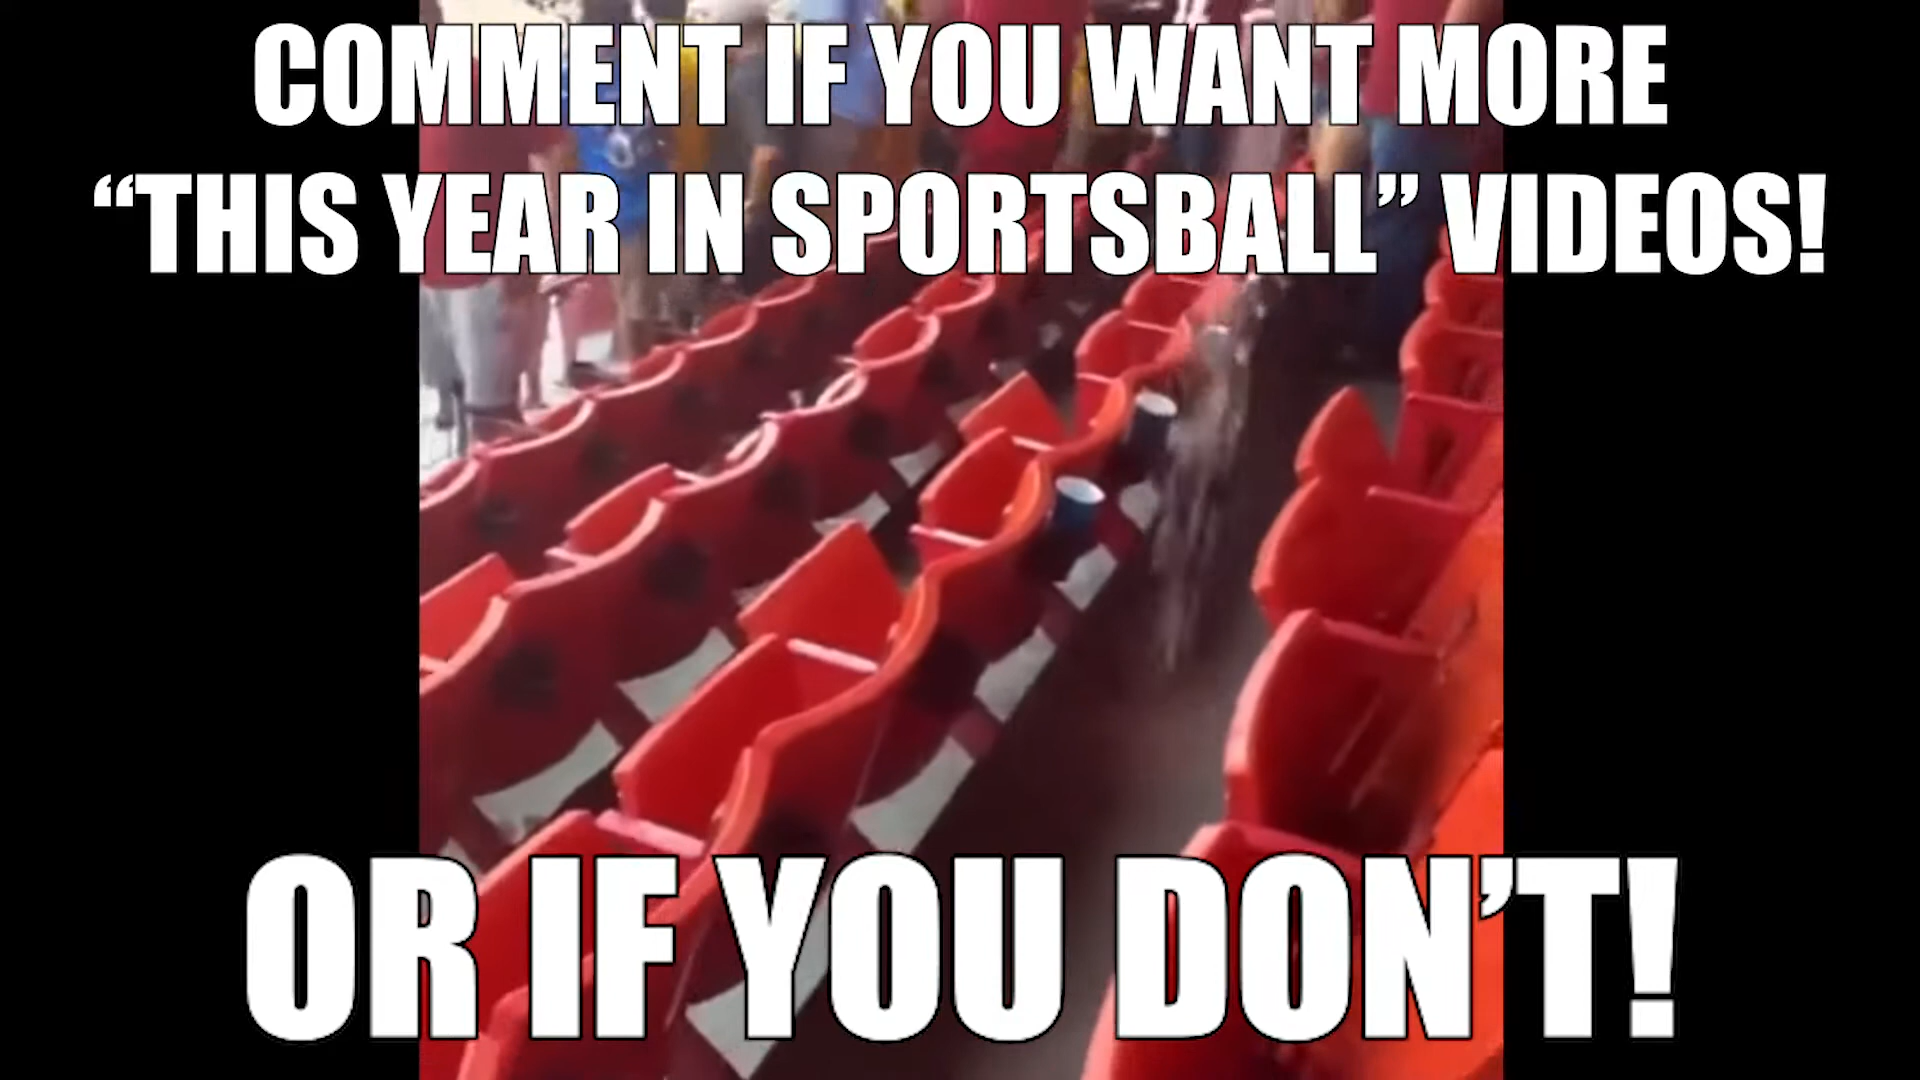 COMMENT IF YOU WANT MORE
“THIS YEAR IN SPORTSBALL” VIDEOS!
OR IF YOU DON’T!